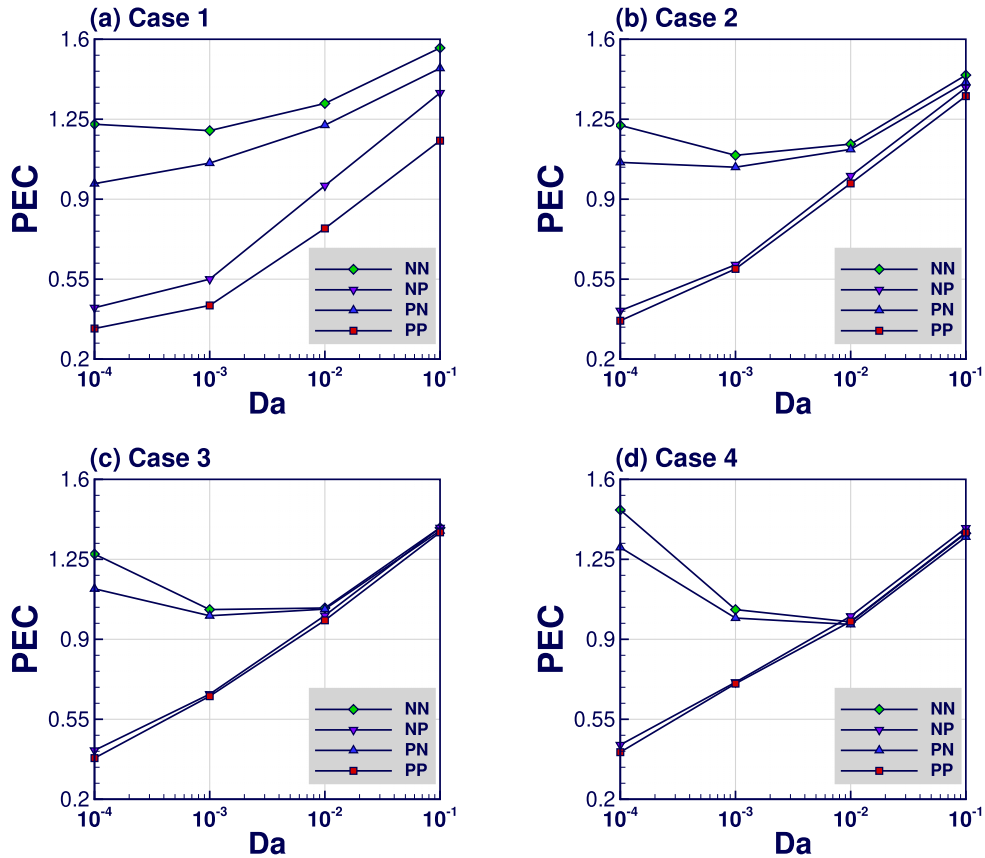 (a) Case 1
PEC
1.6
1.25
0.9
0.55
0.2
NN
NP
PN
PP
10⁻⁴ 10⁻³ 10⁻² 10⁻¹
Da
(b) Case 2
PEC
1.6
1.25
0.9
0.55
0.2
NN
NP
PN
PP
10⁻⁴ 10⁻³ 10⁻² 10⁻¹
Da
(c) Case 3
PEC
1.6
1.25
0.9
0.55
0.2
NN
NP
PN
PP
10⁻⁴ 10⁻³ 10⁻² 10⁻¹
Da
(d) Case 4
PEC
1.6
1.25
0.9
0.55
0.2
NN
NP
PN
PP
10⁻⁴ 10⁻³ 10⁻² 10⁻¹
Da